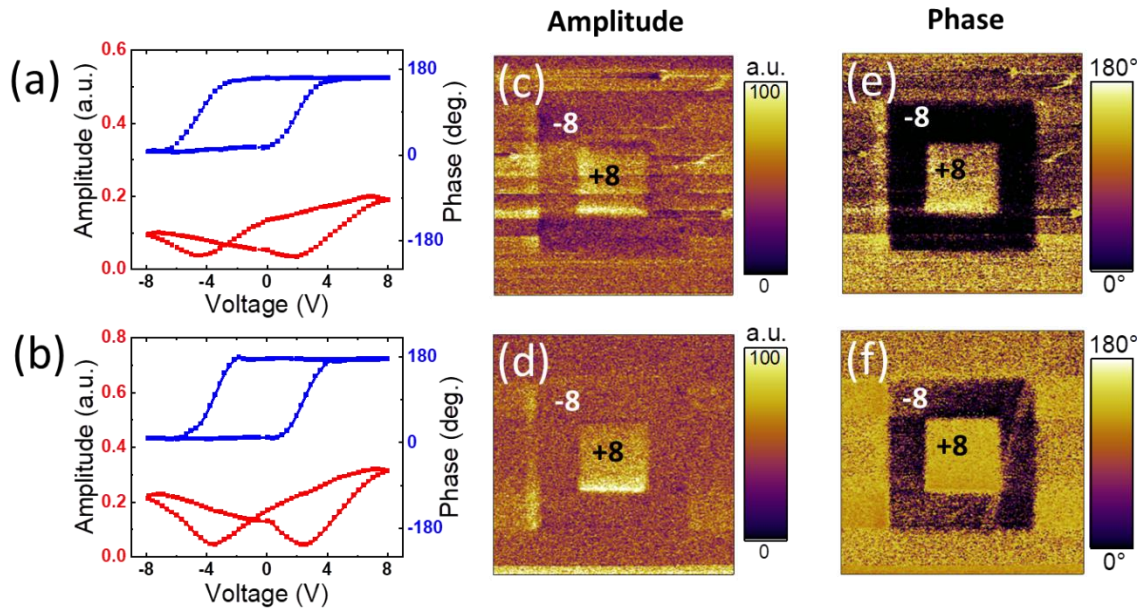 Amplitude Phase
(a)
0.6
0.4
0.2
0.0
Amplitude (a.u.)
180
0
-180
Phase (deg.)
-8 -4 0 4 8
Voltage (V)
(c)
-8
+8
a.u.
100
0
(e)
-8
+8
180°
0°
(b)
0.8
0.6
0.4
0.2
0.0
Amplitude (a.u.)
180
0
-180
Phase (deg.)
-8 -4 0 4 8
Voltage (V)
(d)
-8
+8
a.u.
100
0
(f)
-8
+8
180°
0°